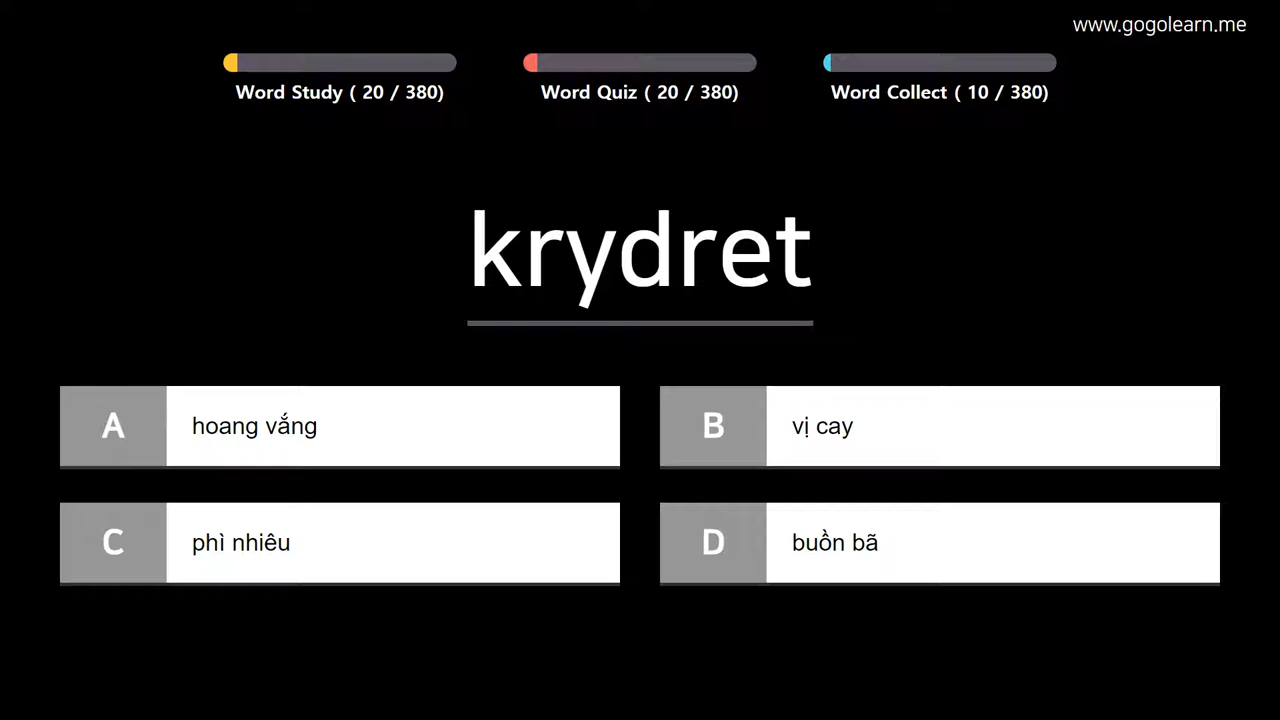 www.gogolearn.me
Word Study ( 20 / 380)
Word Quiz ( 20 / 380)
Word Collect ( 10 / 380)
krydret
A hoang vắng
B vị cay
C phì nhiêu
D buồn bã